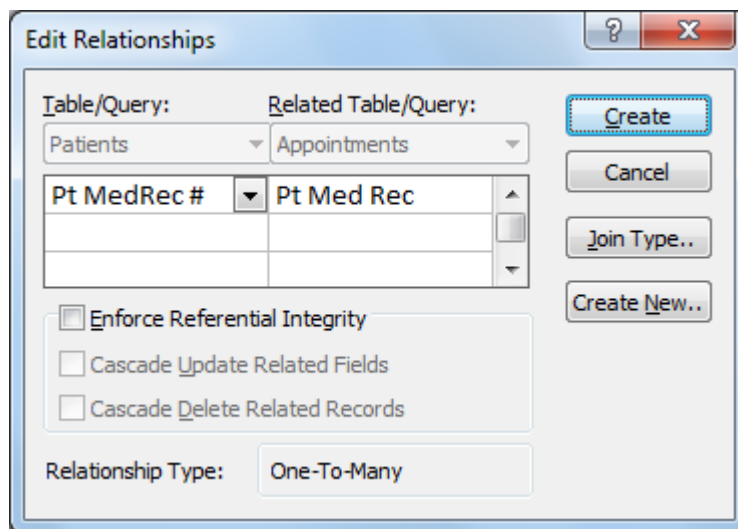 Edit Relationships
Table/Query: Related Table/Query:
Patients Appointments
Pt MedRec # Pt Med Rec
Enforce Referential Integrity
Cascade Update Related Fields
Cascade Delete Related Records
Relationship Type: One-To-Many
Create
Cancel
Join Type..
Create New..